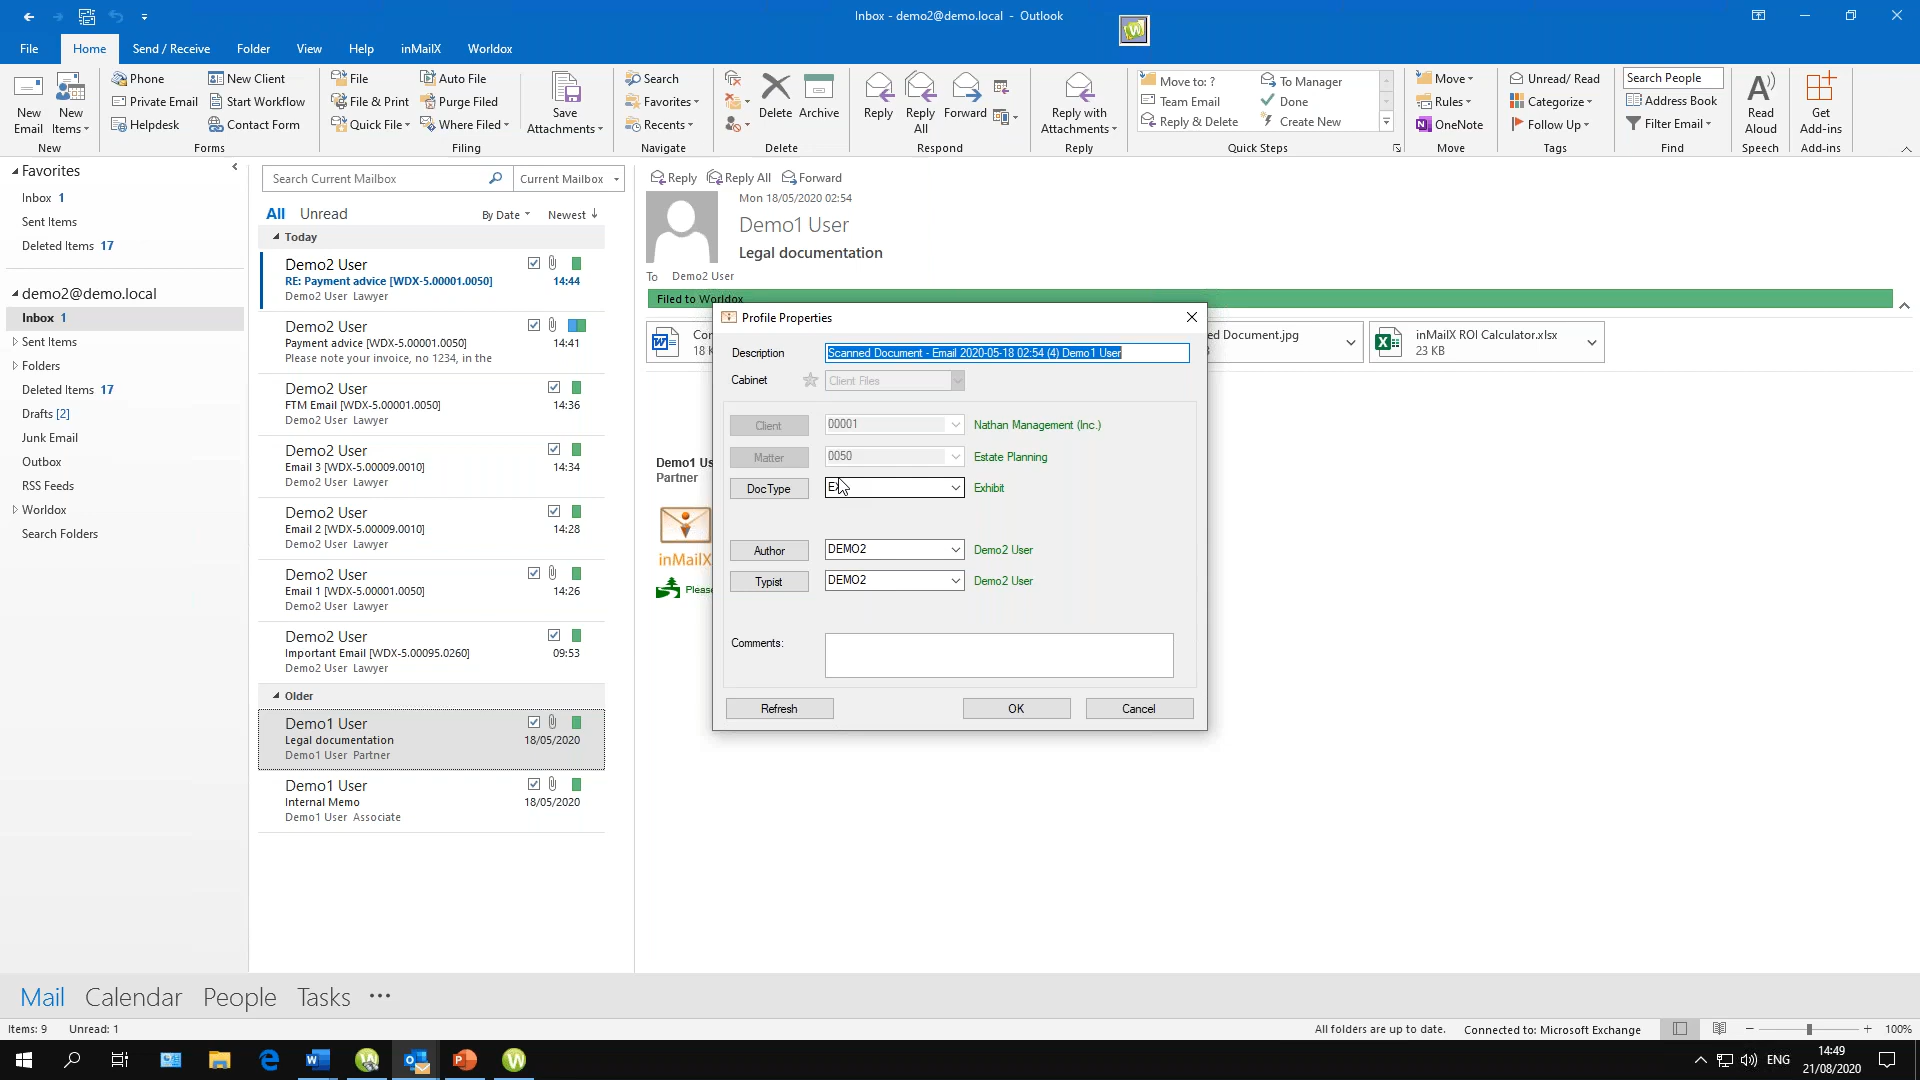 Inbox - demo2@demo.local - Outlook
File Home Send / Receive Folder View Help inMailX Worldox
New Email
New Items
New
Phone
Private Email
Helpdesk
New Client
Start Workflow
Contact Form
Forms
File
File & Print
Quick File
Auto File
Purge Filed
Where Filed
Save Attachments
Filing
Search
Favorites
Recents
Navigate
Delete
Archive
Delete
Reply
Reply All
Forward
Respond
Reply with Attachments
Reply
Move to: ?
Team Email
Reply & Delete
To Manager
Done
Create New
Quick Steps
Move
Rules
OneNote
Move
Unread/ Read
Categorize
Follow Up
Tags
Search People
Address Book
Filter Email
Find
Read Aloud
Speech
Get Add-ins
Add-ins
Favorites
Inbox 1
Sent Items
Deleted Items 17
demo2@demo.local
Inbox 1
Sent Items
Folders
Deleted Items 17
Drafts [2]
Junk Email
Outbox
RSS Feeds
Worldox
Search Folders
Search Current Mailbox
Current Mailbox
All Unread
By Date Newest
Today
Demo2 User
RE: Payment advice [WDX-5.00001.0050] 14:44
Demo2 User Lawyer
Demo2 User
Payment advice [WDX-5.00001.0050] 14:41
Please note your invoice, no 1234, in the
Demo2 User
FTM Email [WDX-5.00001.0050] 14:36
Demo2 User Lawyer
Demo2 User
Email 3 [WDX-5.00009.0010] 14:34
Demo2 User Lawyer
Demo2 User
Email 2 [WDX-5.00009.0010] 14:28
Demo2 User Lawyer
Demo2 User
Email 1 [WDX-5.00001.0050] 14:26
Demo2 User Lawyer
Demo2 User
Important Email [WDX-5.00095.0260] 09:53
Demo2 User Lawyer
Older
Demo1 User
Legal documentation 18/05/2020
Demo1 User Partner
Demo1 User
Internal Memo 18/05/2020
Demo1 User Associate
Reply Reply All Forward
Mon 18/05/2020 02:54
Demo1 User
Legal documentation
To Demo2 User
Filed to Worldox
Con
18 K
ed Document.jpg
inMailX ROI Calculator.xlsx
23 KB
Demo1 Us
Partner
inMailX
Please
Profile Properties
Description Scanned Document - Email 2020-05-18 02:54 (4) Demo1 User
Cabinet Client Files
Client 00001 Nathan Management (Inc.)
Matter 0050 Estate Planning
DocType Exhibit
Author DEMO2 Demo2 User
Typist DEMO2 Demo2 User
Comments:
Refresh OK Cancel
Mail Calendar People Tasks
Items: 9 Unread: 1
All folders are up to date. Connected to: Microsoft Exchange 100%
ENG
14:49
21/08/2020